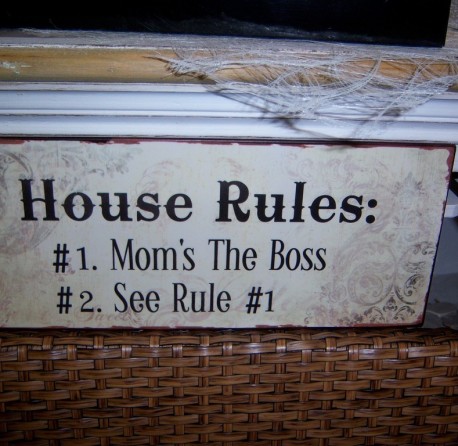 House Rules:
#1. Mom's The Boss
#2. See Rule #1